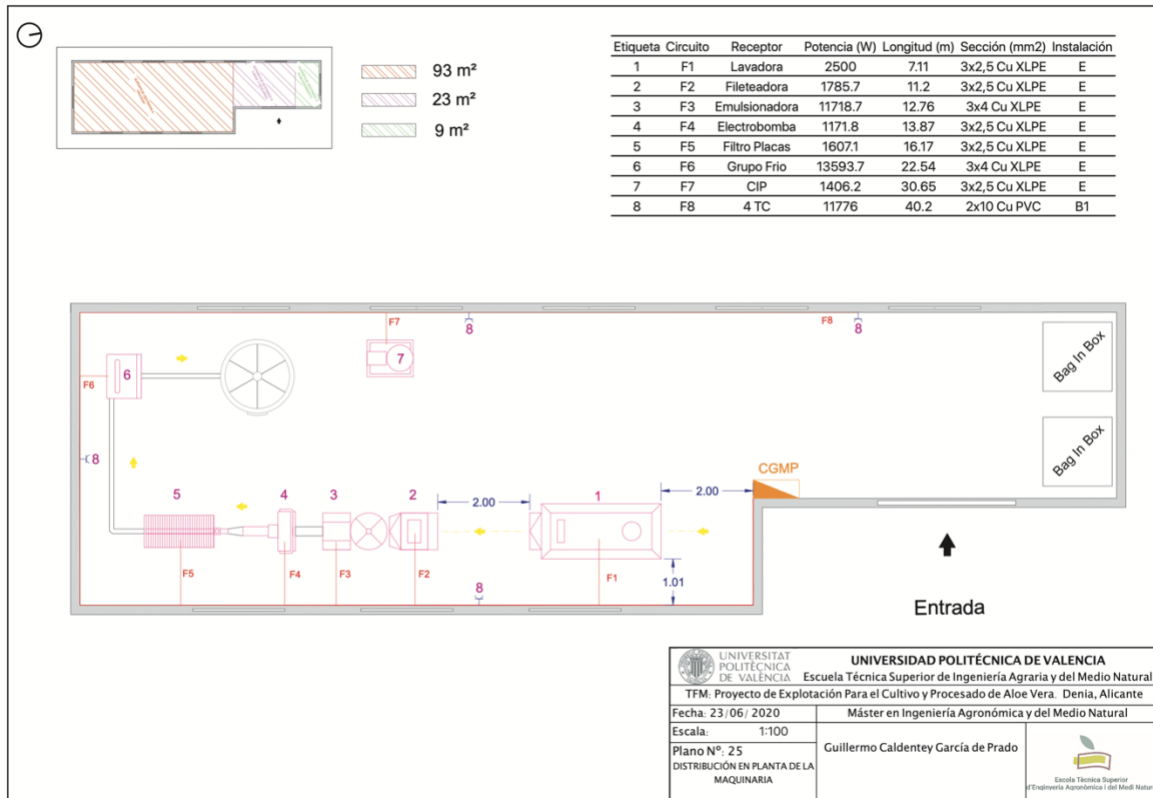 93 m²
23 m²
9 m²
Etiqueta Circuito Receptor Potencia (W) Longitud (m) Sección (mm2) Instalación
1 F1 Lavadora 2500 7.11 3x2,5 Cu XLPE E
2 F2 Fileteadora 1785.7 11.2 3x2,5 Cu XLPE E
3 F3 Emulsionadora 11718.7 12.76 3x4 Cu XLPE E
4 F4 Electrobomba 1171.8 13.87 3x2,5 Cu XLPE E
5 F5 Filtro Placas 1607.1 16.17 3x2,5 Cu XLPE E
6 F6 Grupo Frio 13593.7 22.54 3x4 Cu XLPE E
7 F7 CIP 1406.2 30.65 3x2,5 Cu XLPE E
8 F8 4 TC 11776 40.2 2x10 Cu PVC B1
F7
8
F8
8
7
Bag In Box
6
F6
Bag In Box
8
CGMP
5
4
3
2
2.00
1
2.00
F5
F4
F3
F2
8
F1
1.01
Entrada
UNIVERSITAT
POLITÈCNICA
DE VALÈNCIA
UNIVERSIDAD POLITÉCNICA DE VALENCIA
Escuela Técnica Superior de Ingeniería Agraria y del Medio Natural
TFM: Proyecto de Explotación Para el Cultivo y Procesado de Aloe Vera. Denia, Alicante
Fecha: 23/06/ 2020
Máster en Ingeniería Agronómica y del Medio Natural
Escala: 1:100
Plano Nº: 25
DISTRIBUCIÓN EN PLANTA DE LA
MAQUINARIA
Guillermo Caldentey García de Prado
Escola Tècnica Superior
d'Enginyeria Agronòmica i del Medi Natural